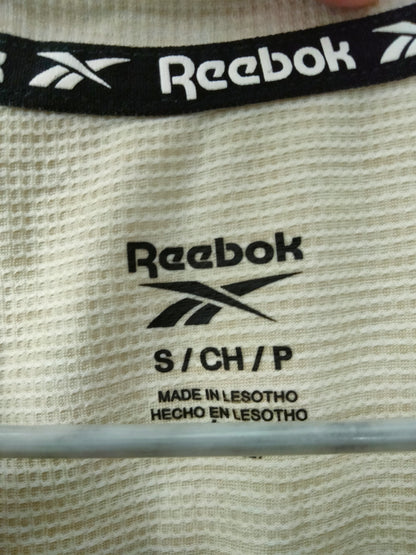 Reebok
Reebok
S / CH / P
MADE IN LESOTHO
HECHO EN LESOTHO